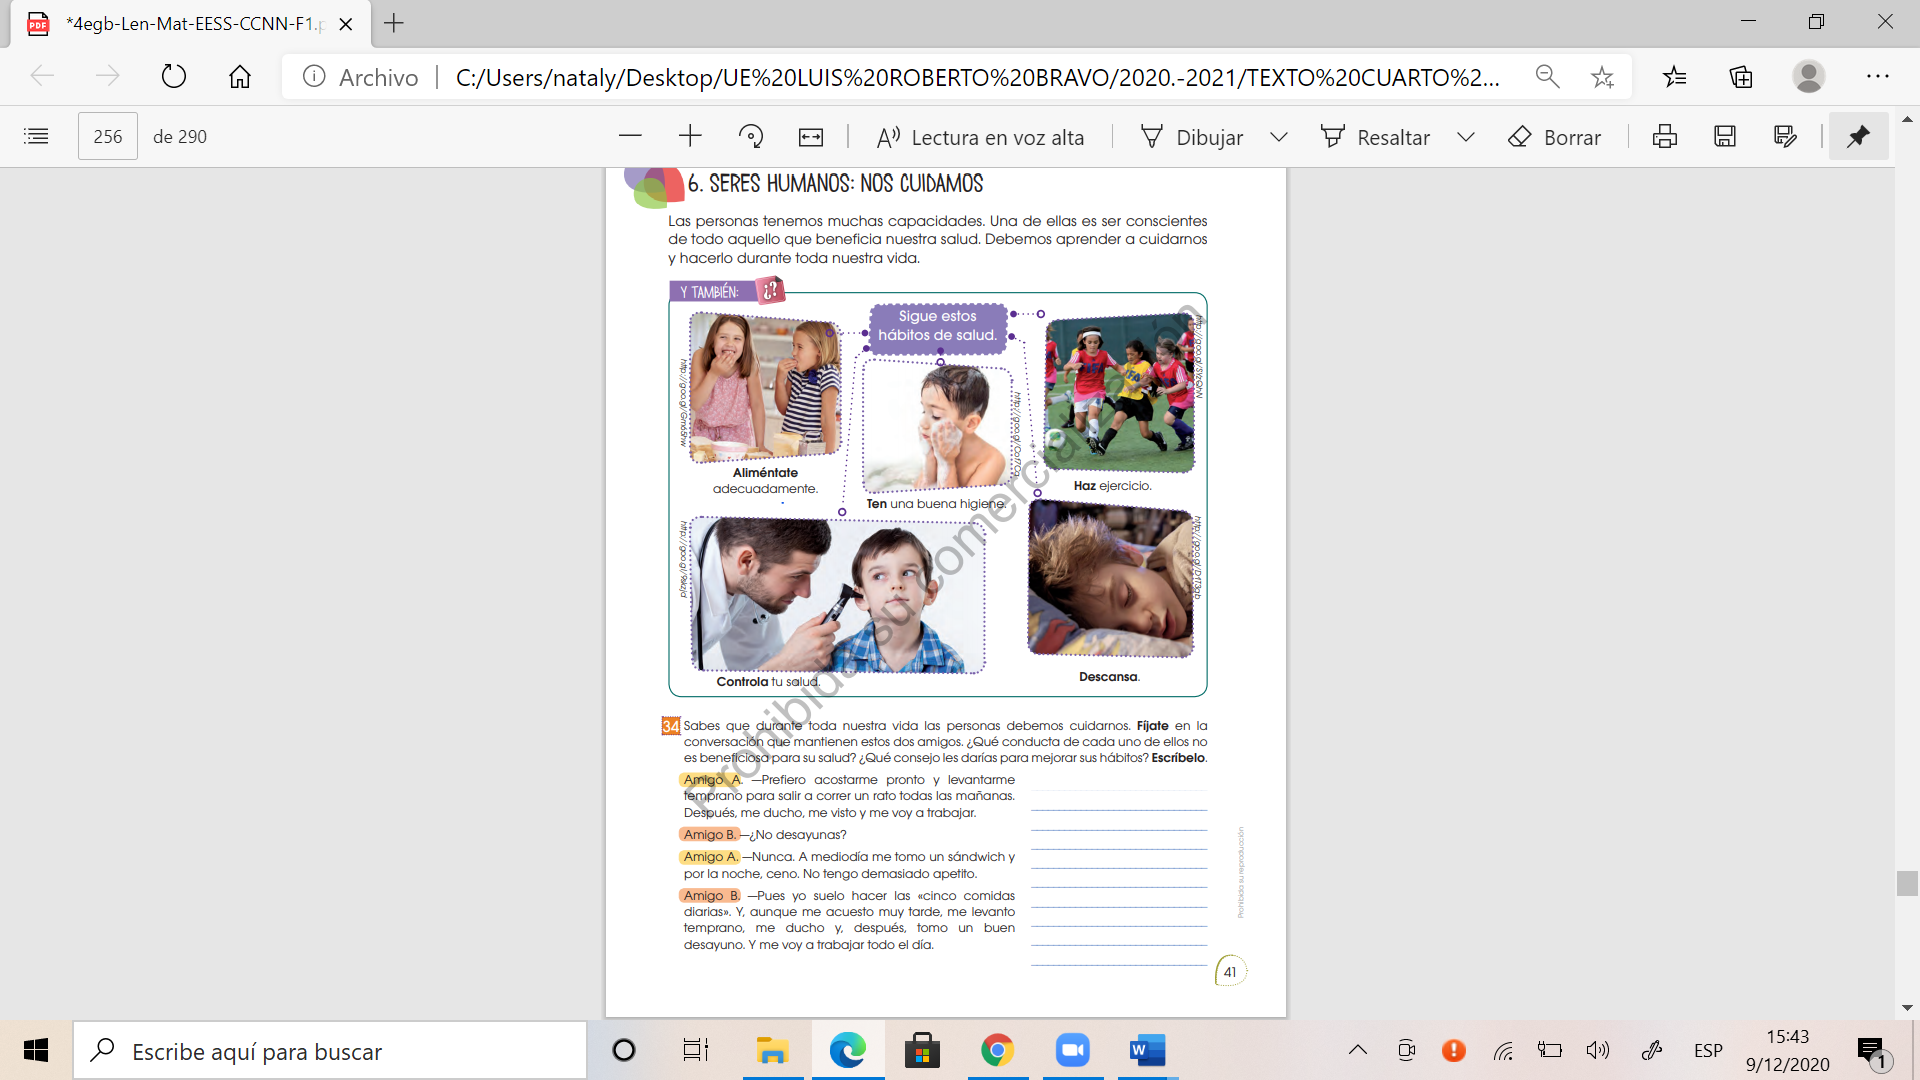 *4egb-Len-Mat-EESS-CCNN-F1.p
Archivo
C:/Users/nataly/Desktop/UE%20LUIS%20ROBERTO%20BRAVO/2020.-2021/TEXTO%20CUARTO%2...
256
de 290
Lectura en voz alta
Dibujar
Resaltar
Borrar
6. SERES HUMANOS: NOS CUIDAMOS
Las personas tenemos muchas capacidades. Una de ellas es ser conscientes
de todo aquello que beneficia nuestra salud. Debemos aprender a cuidarnos
y hacerlo durante toda nuestra vida.
Y TAMBIÉN:
¿?
Sigue estos
hábitos de salud.
Aliméntate
adecuadamente.
Ten una buena higiene.
Haz ejercicio.
Controla tu salud.
Descansa.
34 Sabes que durante toda nuestra vida las personas debemos cuidarnos. Fíjate en la
conversación que mantienen estos dos amigos. ¿Qué conducta de cada uno de ellos no
es beneficiosa para su salud? ¿Qué consejo les darías para mejorar sus hábitos? Escríbelo.
Amigo A. —Prefiero acostarme pronto y levantarme
temprano para salir a correr un rato todas las mañanas.
Después, me ducho, me visto y me voy a trabajar.
Amigo B. —¿No desayunas?
Amigo A. —Nunca. A mediodía me tomo un sándwich y
por la noche, ceno. No tengo demasiado apetito.
Amigo B. —Pues yo suelo hacer las «cinco comidas
diarias». Y, aunque me acuesto muy tarde, me levanto
temprano, me ducho y, después, tomo un buen
desayuno. Y me voy a trabajar todo el día.
Prohibida su reproducción
41
Prohibida su comercialización
Escribe aquí para buscar
ESP
15:43
9/12/2020
1